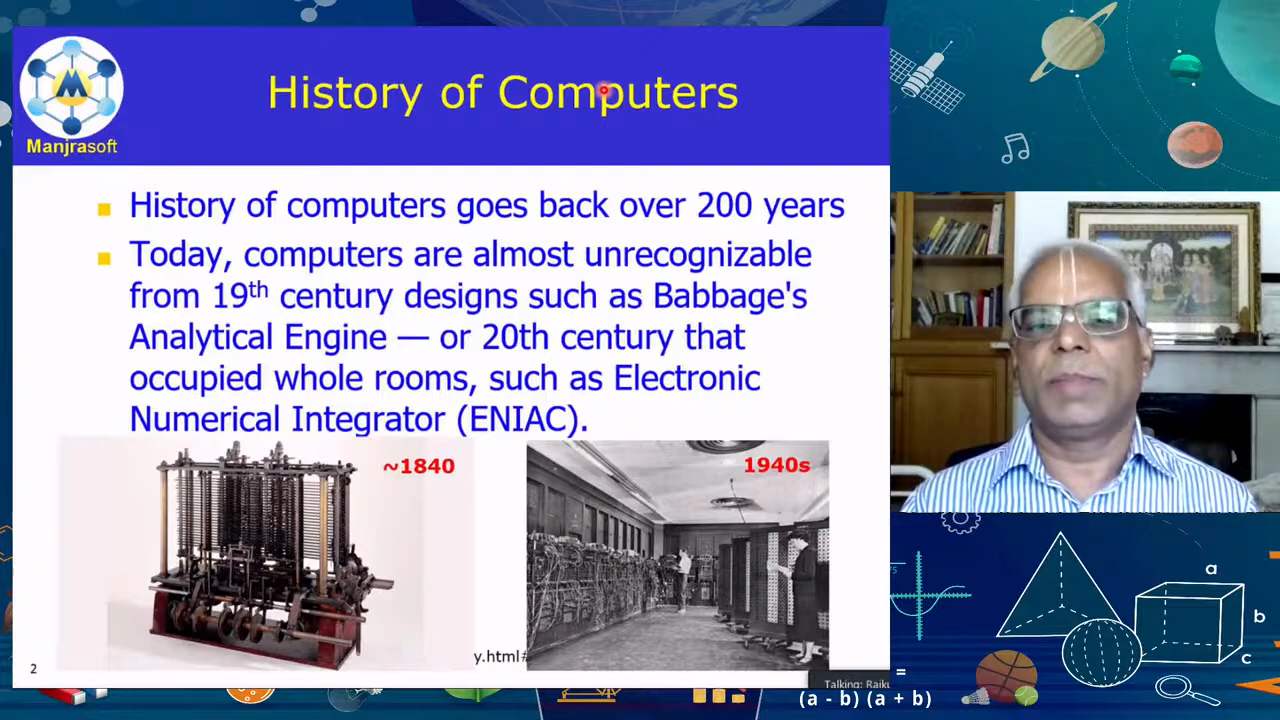 Manjrasoft
History of Computers
History of computers goes back over 200 years
Today, computers are almost unrecognizable
from 19th century designs such as Babbage's
Analytical Engine — or 20th century that
occupied whole rooms, such as Electronic
Numerical Integrator (ENIAC).
~1840
1940s
2
y.html#
Talking:
a
b
c
=
(a - b) (a + b)